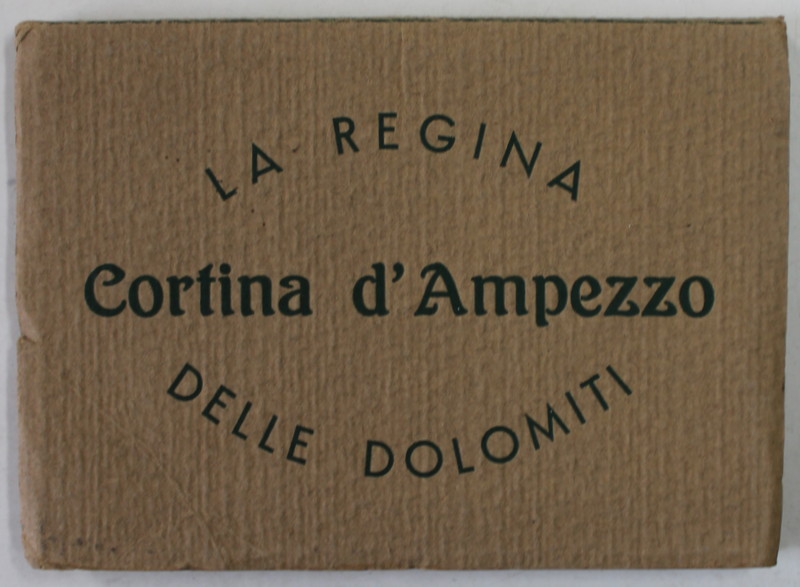 LA REGINA
Cortina d'Ampezzo
DELLE DOLOMITI